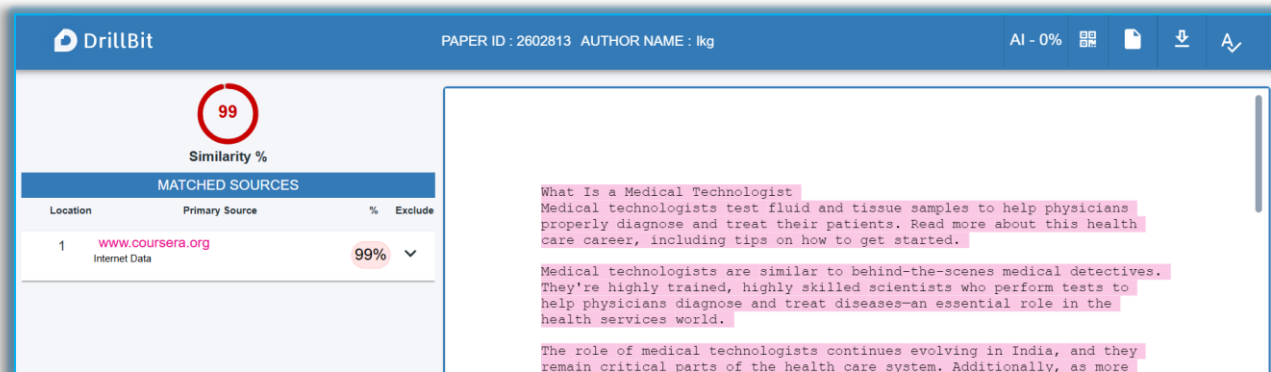 DrillBit
PAPER ID : 2602813 AUTHOR NAME : lkg
AI - 0%
99
Similarity %
MATCHED SOURCES
Location Primary Source % Exclude
1 www.coursera.org 99%
Internet Data
What Is a Medical Technologist
Medical technologists test fluid and tissue samples to help physicians
properly diagnose and treat their patients. Read more about this health
care career, including tips on how to get started.
Medical technologists are similar to behind-the-scenes medical detectives.
They're highly trained, highly skilled scientists who perform tests to
help physicians diagnose and treat diseases—an essential role in the
health services world.
The role of medical technologists continues evolving in India, and they
remain critical parts of the health care system. Additionally, as more